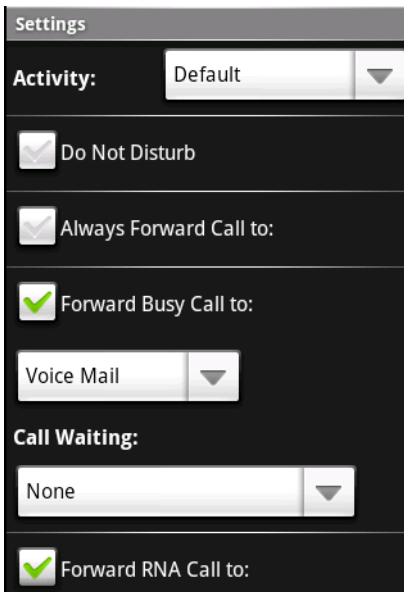 Settings
Activity: Default
Do Not Disturb
Always Forward Call to:
Forward Busy Call to:
Voice Mail
Call Waiting:
None
Forward RNA Call to: